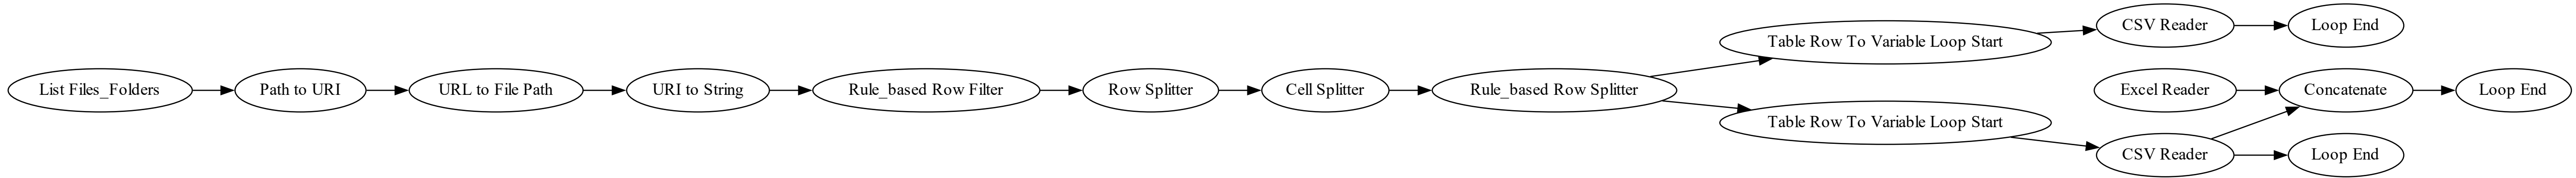 List Files_Folders
Path to URI
URL to File Path
URI to String
Rule_based Row Filter
Row Splitter
Cell Splitter
Rule_based Row Splitter
Table Row To Variable Loop Start
CSV Reader
Loop End
Table Row To Variable Loop Start
Excel Reader
Concatenate
Loop End
CSV Reader
Loop End